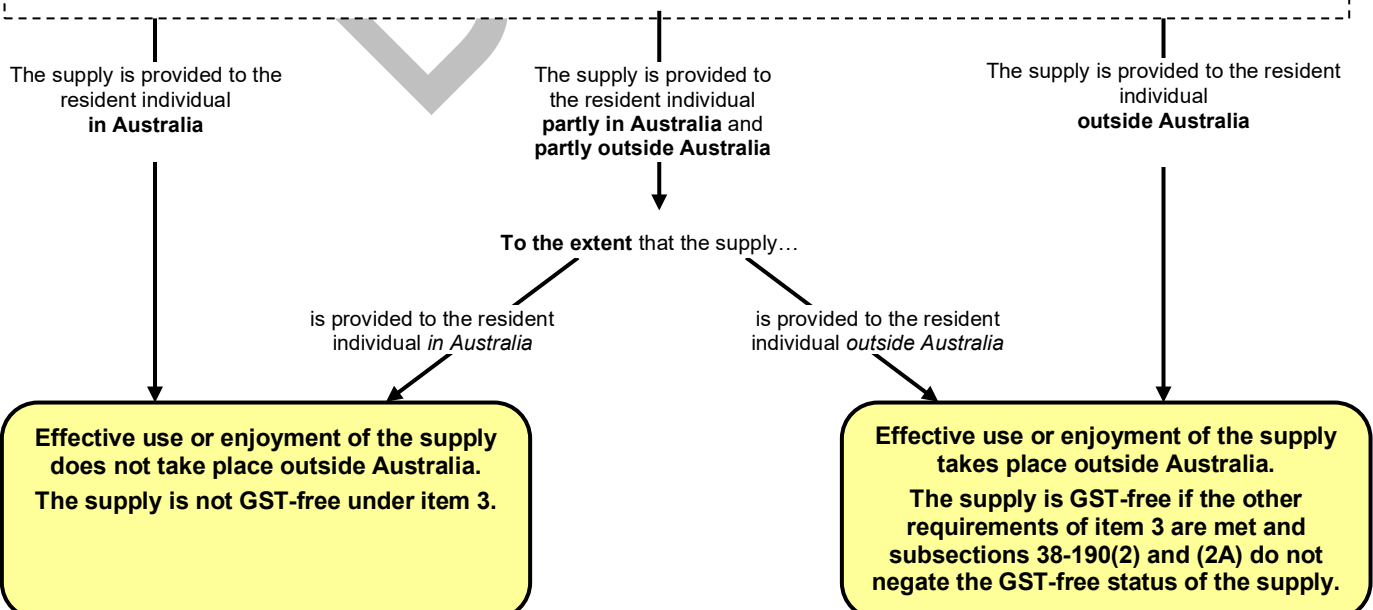 The supply is provided to the
resident individual
in Australia
The supply is provided to
the resident individual
partly in Australia and
partly outside Australia
The supply is provided to the resident
individual
outside Australia
To the extent that the supply…
is provided to the resident
individual in Australia
is provided to the resident
individual outside Australia
Effective use or enjoyment of the supply
does not take place outside Australia.
The supply is not GST-free under item 3.
Effective use or enjoyment of the supply
takes place outside Australia.
The supply is GST-free if the other
requirements of item 3 are met and
subsections 38-190(2) and (2A) do not
negate the GST-free status of the supply.